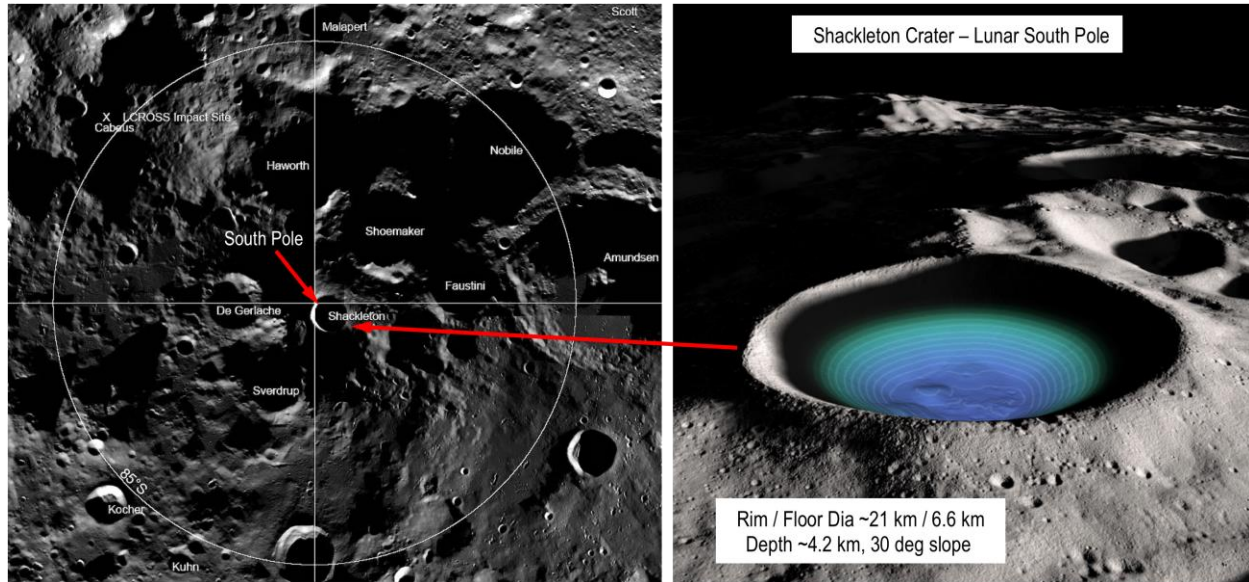 Scott
Malapert
X LCROSS Impact Site
Cabeus
Nobile
Haworth
South Pole
Shoemaker
Amundsen
Faustini
De Gerlache
Shackleton
Sverdrup
85°S
Kocher
Kuhn
Shackleton Crater – Lunar South Pole
Rim / Floor Dia ~21 km / 6.6 km
Depth ~4.2 km, 30 deg slope